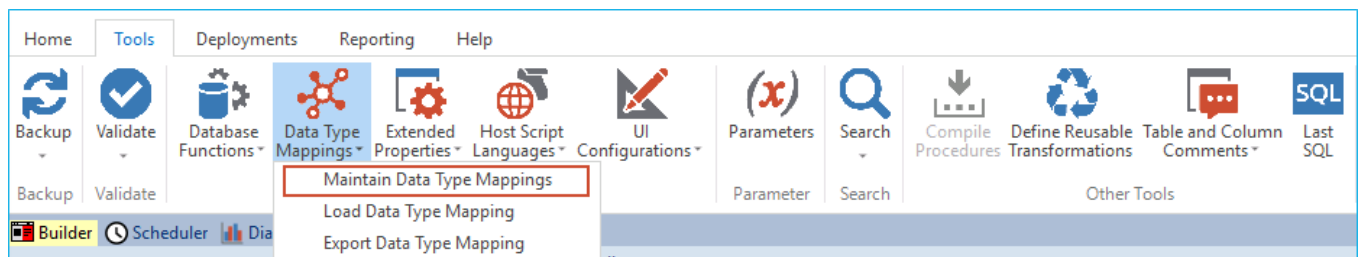 Home Tools Deployments Reporting Help
(x) SQL
Backup Validate Database Data Type Extended Host Script UI Parameters Search Compile Define Reusable Table and Column Last
Functions Mappings Properties Languages Configurations Procedures Transformations Comments SQL
Maintain Data Type Mappings
Backup Validate Parameter Search Other Tools
Load Data Type Mapping
Builder Scheduler Dia
Export Data Type Mapping